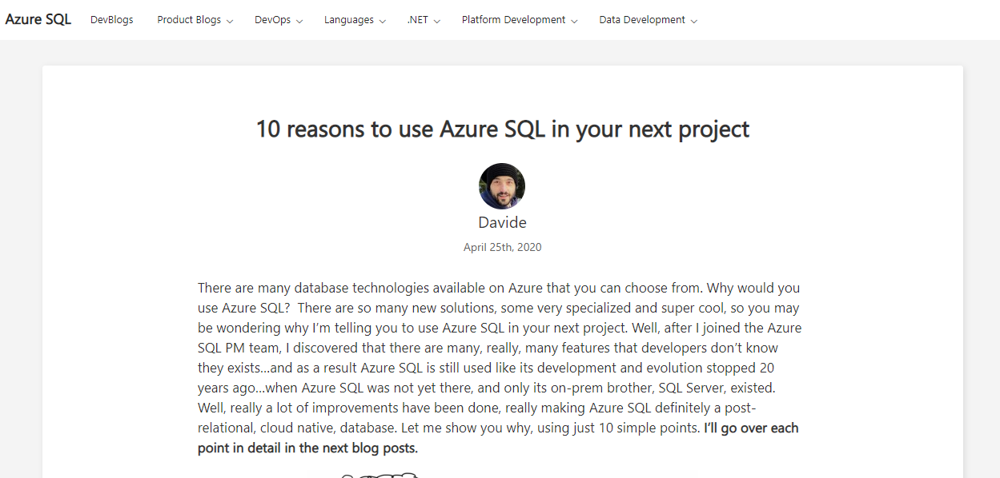 Azure SQL DevBlogs Product Blogs DevOps Languages .NET Platform Development Data Development
10 reasons to use Azure SQL in your next project
Davide
April 25th, 2020
There are many database technologies available on Azure that you can choose from. Why would you
use Azure SQL?  There are so many new solutions, some very specialized and super cool, so you may
be wondering why I’m telling you to use Azure SQL in your next project. Well, after I joined the Azure
SQL PM team, I discovered that there are many, really, many features that developers don’t know
they exists…and as a result Azure SQL is still used like its development and evolution stopped 20
years ago…when Azure SQL was not yet there, and only its on-prem brother, SQL Server, existed.
Well, really a lot of improvements have been done, really making Azure SQL definitely a post-
relational, cloud native, database. Let me show you why, using just 10 simple points. I’ll go over each
point in detail in the next blog posts.